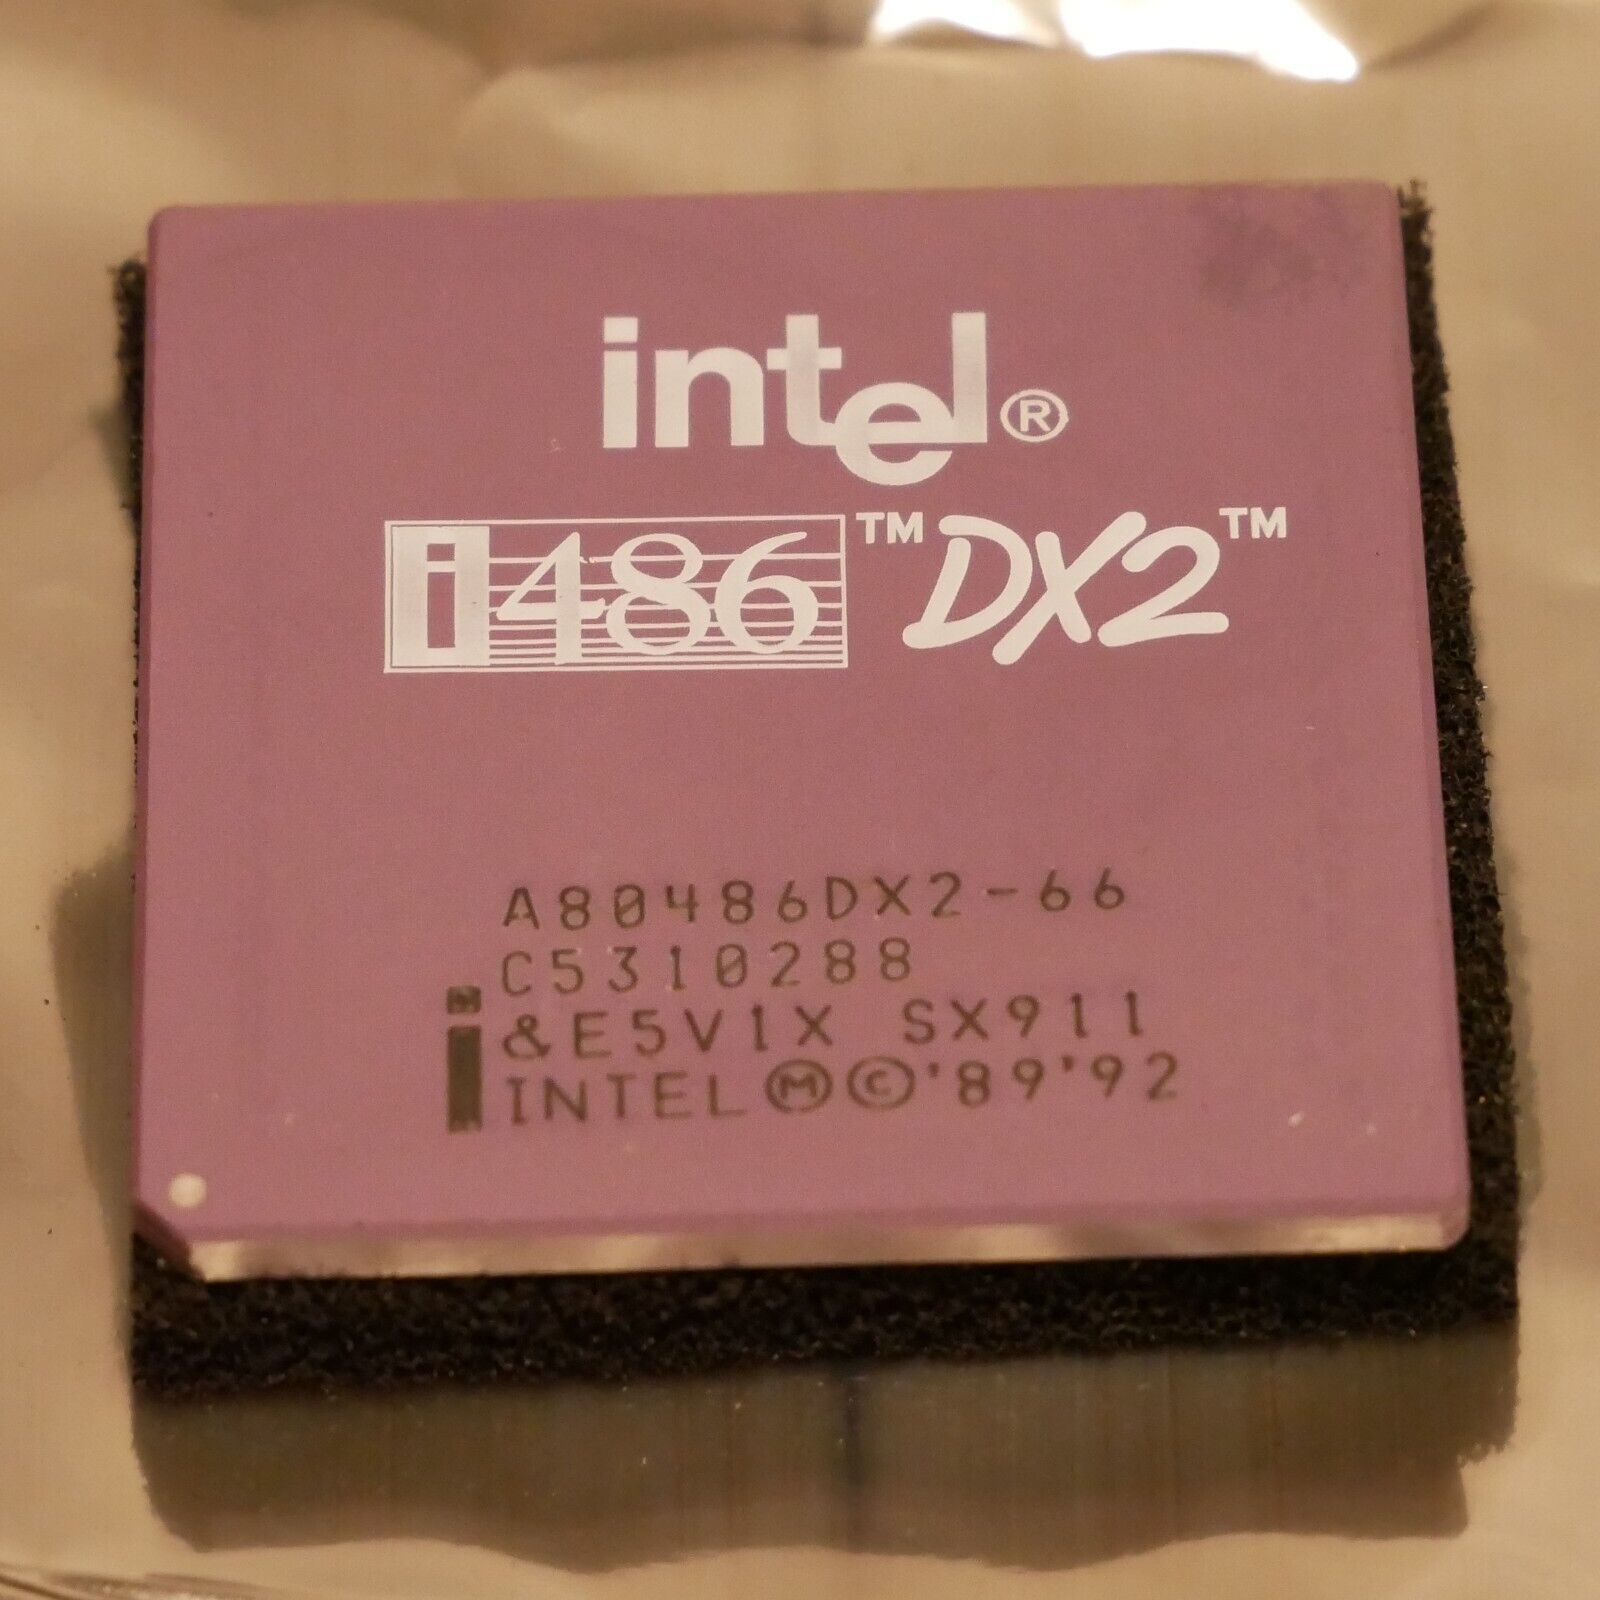 intel®
i486™ DX2™
A80486DX2-66
C5310288
&E5V1X SX911
INTEL Ⓜ © '89 '92